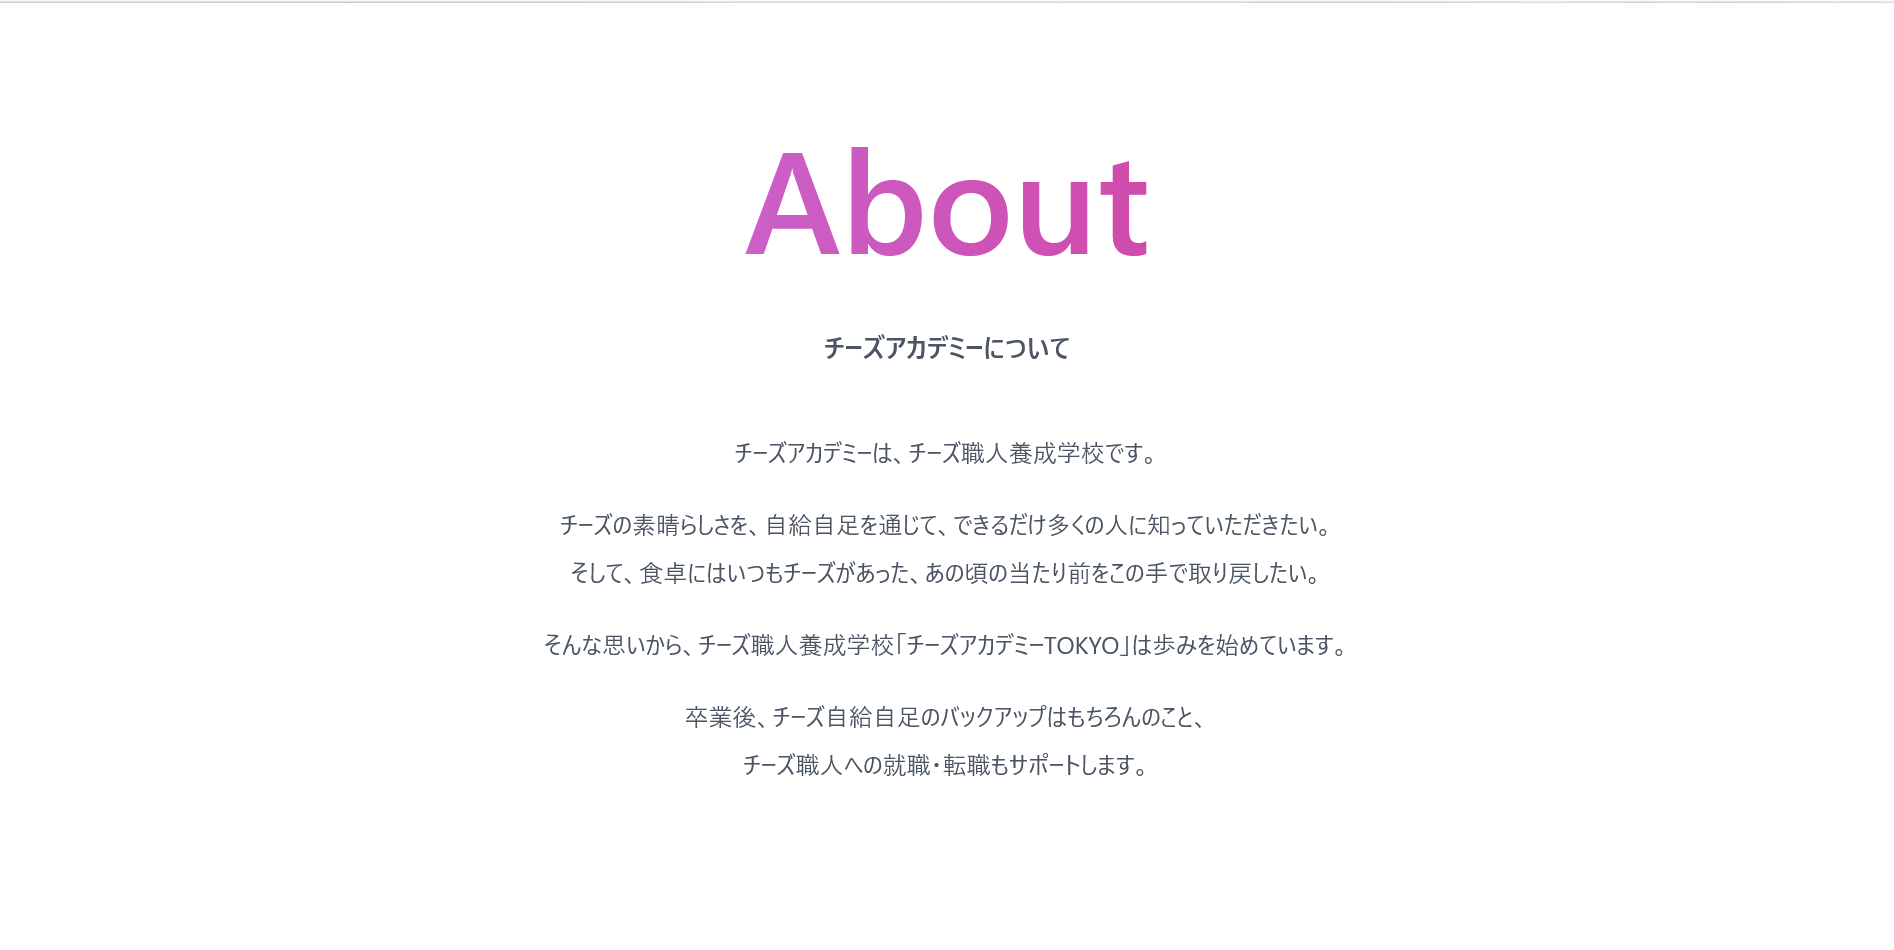 About
チーズアカデミーについて
チーズアカデミーは、チーズ職人養成学校です。
チーズの素晴らしさを、自給自足を通じて、できるだけ多くの人に知っていただきたい。
そして、食卓にはいつもチーズがあった、あの頃の当たり前をこの手で取り戻したい。
そんな思いから、チーズ職人養成学校「チーズアカデミーTOKYO」は歩みを始めています。
卒業後、チーズ自給自足のバックアップはもちろんのこと、
チーズ職人への就職・転職もサポートします。